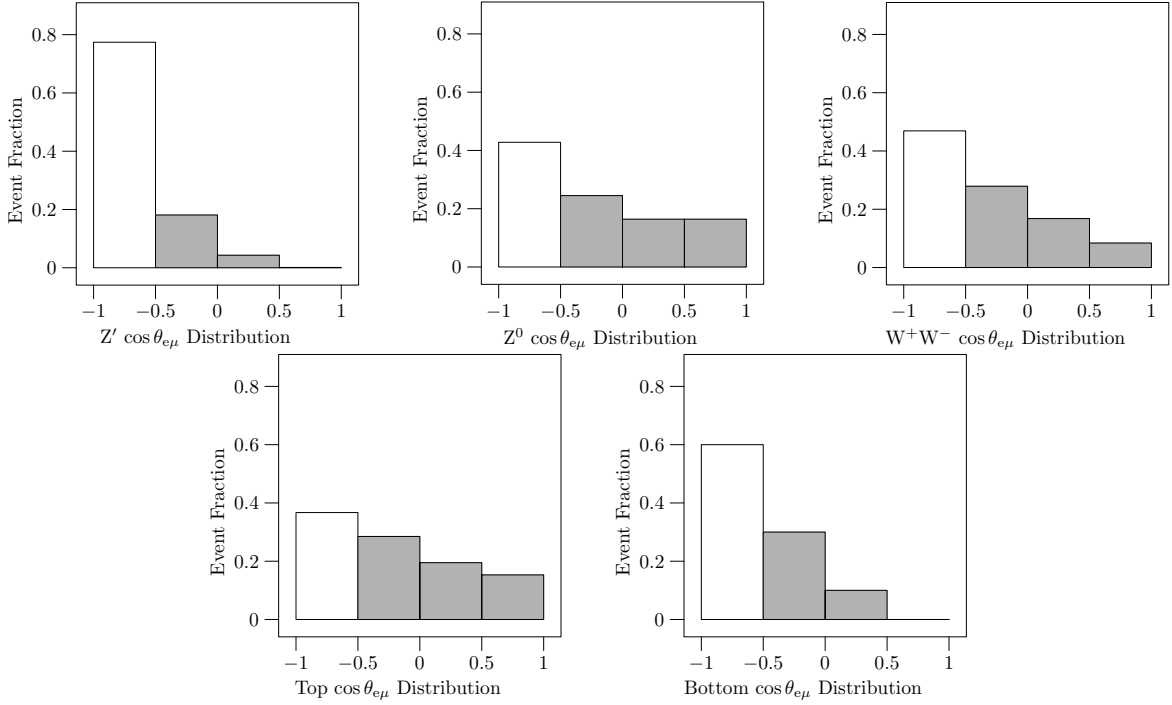 0.8
0.6
0.4
0.2
0
Event Fraction
−1 −0.5 0 0.5 1
Z′ cos θeμ Distribution
0.8
0.6
0.4
0.2
0
Event Fraction
−1 −0.5 0 0.5 1
Z⁰ cos θeμ Distribution
0.8
0.6
0.4
0.2
0
Event Fraction
−1 −0.5 0 0.5 1
W⁺W⁻ cos θeμ Distribution
0.8
0.6
0.4
0.2
0
Event Fraction
−1 −0.5 0 0.5 1
Top cos θeμ Distribution
0.8
0.6
0.4
0.2
0
Event Fraction
−1 −0.5 0 0.5 1
Bottom cos θeμ Distribution